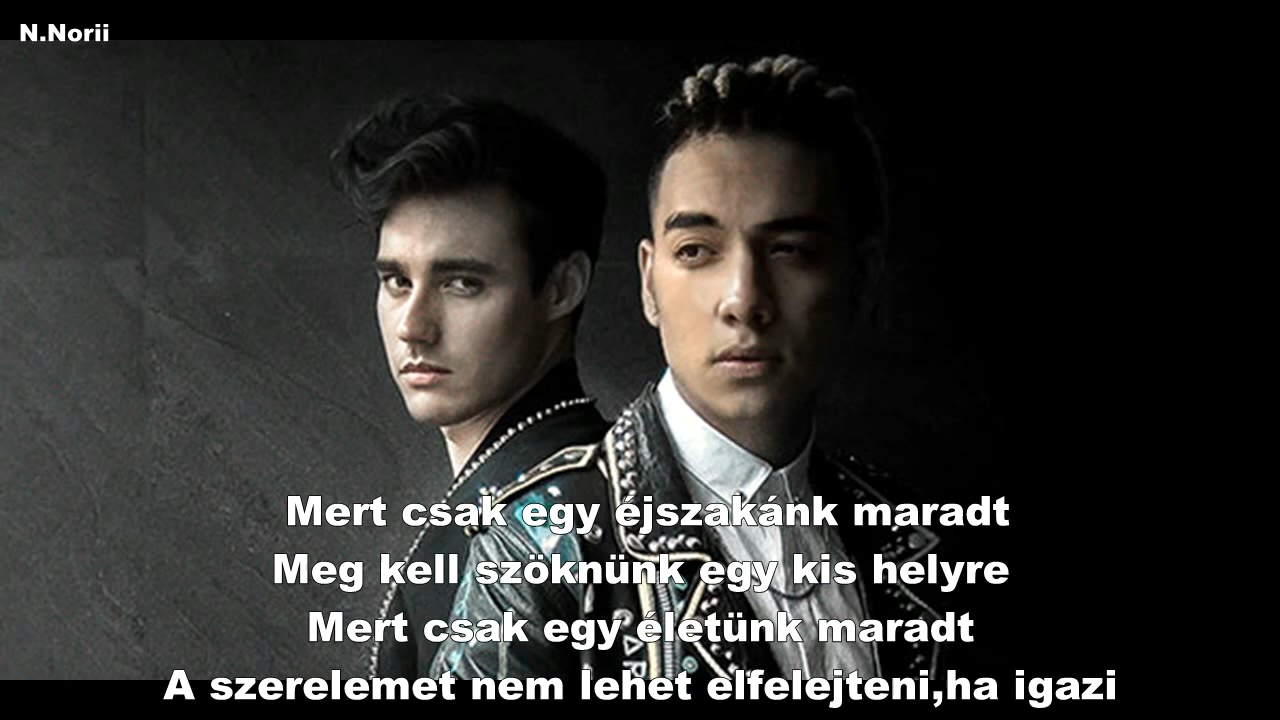 N.Norii
Mert csak egy éjszakánk maradt
Meg kell szöknünk egy kis helyre
Mert csak egy életünk maradt
A szerelemet nem lehet elfelejteni,ha igazi